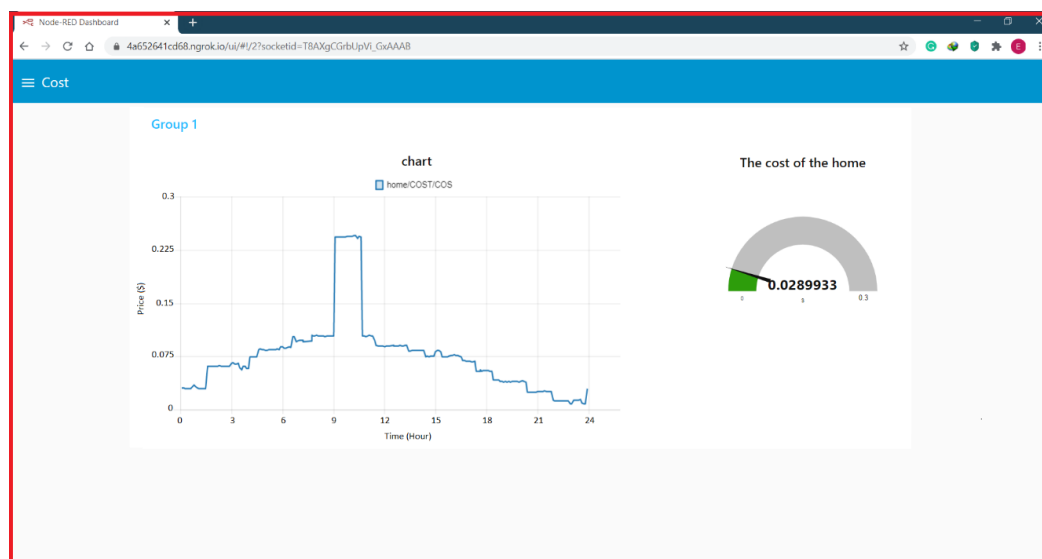 Node-RED Dashboard
4a652641cd68.ngrok.io/ui/#!/2?socketid=T8AXgCGrbUpVi_GxAAAB
E
Cost
Group 1
chart
home/COST/COS
0.3
0.225
0.15
0.075
0
Price ($)
0 3 6 9 12 15 18 21 24
Time (Hour)
The cost of the home
0.0289933
0 $ 0.3